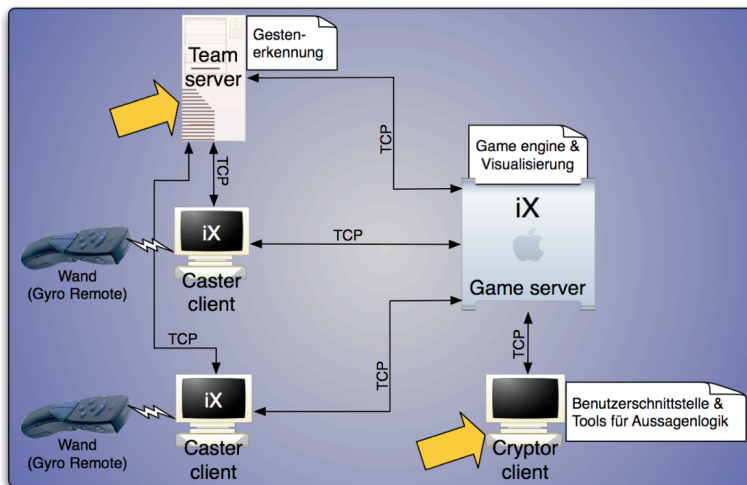 Team
server
Gesten-
erkennung
TCP
TCP
Game engine &
Visualisierung
iX
Game server
iX
Caster
client
TCP
Wand
(Gyro Remote)
TCP
TCP
TCP
iX
Caster
client
Wand
(Gyro Remote)
Cryptor
client
Benutzerschnittstelle &
Tools für Aussagenlogik